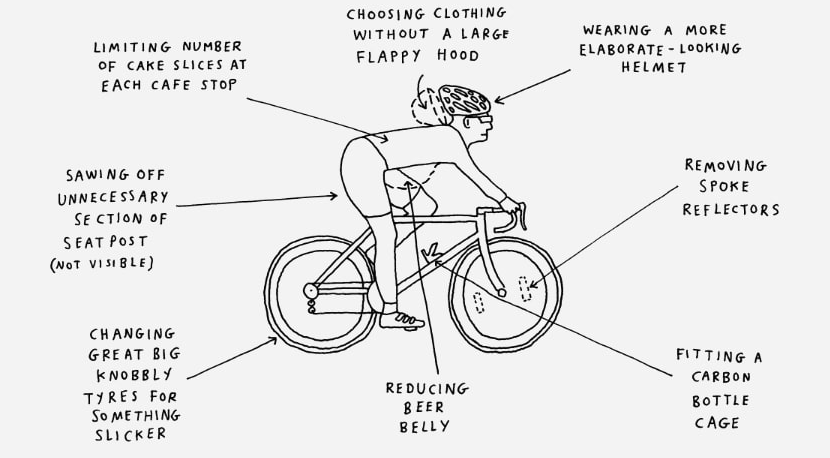 CHOOSING CLOTHING
WITHOUT A LARGE
FLAPPY HOOD
WEARING A MORE
ELABORATE-LOOKING
HELMET
LIMITING NUMBER
OF CAKE SLICES AT
EACH CAFE STOP
REMOVING
SPOKE
REFLECTORS
SAWING OFF
UNNECESSARY
SECTION OF
SEAT POST
(NOT VISIBLE)
CHANGING
GREAT BIG
KNOBBLY
TYRES FOR
SOMETHING
SLICKER
REDUCING
BEER
BELLY
FITTING A
CARBON
BOTTLE
CAGE